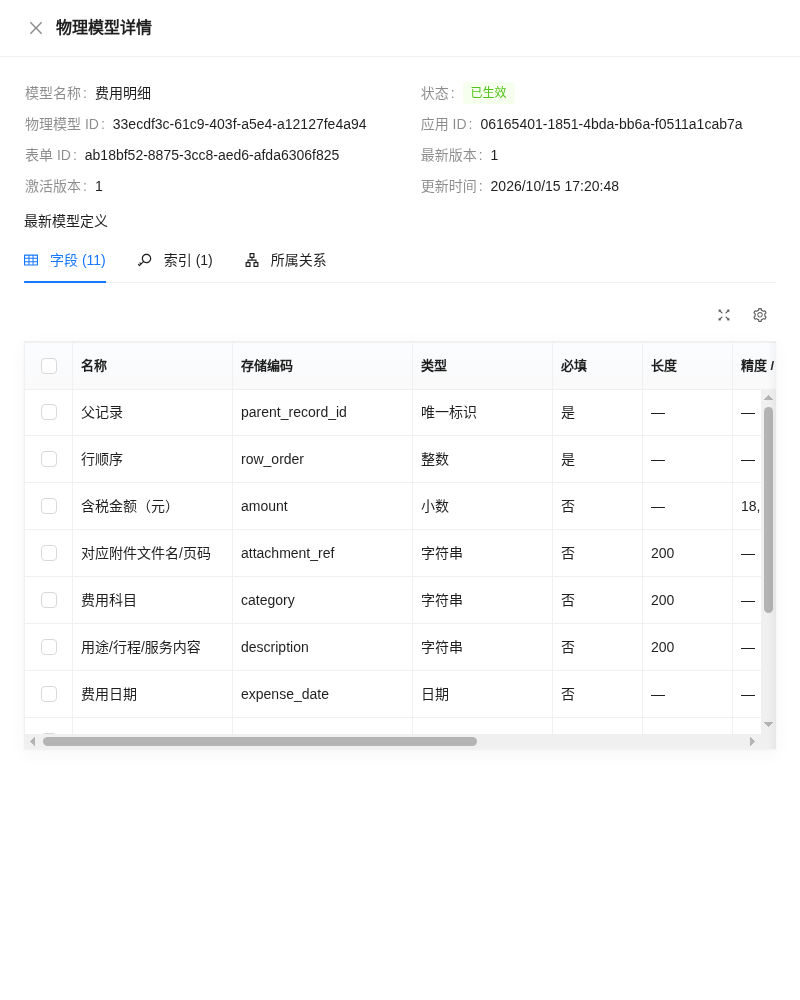 物理模型详情
模型名称: 费用明细 状态: 已生效
物理模型 ID: 33ecdf3c-61c9-403f-a5e4-a12127fe4a94 应用 ID: 06165401-1851-4bda-bb6a-f0511a1cab7a
表单 ID: ab18bf52-8875-3cc8-aed6-afda6306f825 最新版本: 1
激活版本: 1 更新时间: 2026/10/15 17:20:48
最新模型定义
字段 (11) 索引 (1) 所属关系
名称 存储编码 类型 必填 长度 精度 /
父记录 parent_record_id 唯一标识 是 — —
行顺序 row_order 整数 是 — —
含税金额（元） amount 小数 否 — 18,
对应附件文件名/页码 attachment_ref 字符串 否 200 —
费用科目 category 字符串 否 200 —
用途/行程/服务内容 description 字符串 否 200 —
费用日期 expense_date 日期 否 — —